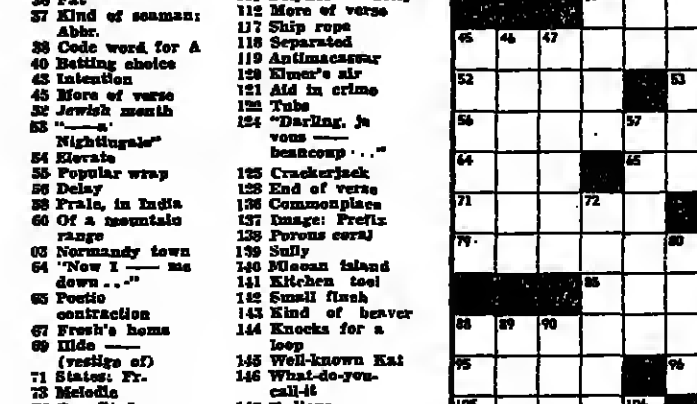 37 Kind of seaman:
Abbr.
38 Code word for A
40 Betting choice
43 Intention
45 More of verse
52 Jewish month
53 "——a'
Nightingale"
54 Elevate
55 Popular wrap
56 Delay
58 Prale, in India
60 Of a mountain
range
63 Normandy town
64 "Now I —— me
down . . ."
65 Poetic
contraction
67 Frosh's home
69 Hide ——
(vestige of)
71 States: Fr.
73 Melodic
112 More of verse
117 Ship rope
118 Separated
119 Antimacassar
120 Elmer's air
121 Aid in crime
122 Tubs
124 "Darling, je
vous ——
beaucoup . . ."
125 Crackerjack
128 End of verse
136 Commonplace
137 Image: Prefix
138 Porous coral
139 Sully
140 Minoan island
141 Kitchen tool
142 Small finch
143 Kind of beaver
144 Knocks for a
loop
145 Well-known Kat
146 What-do-you-
call-it
45 46 47
52 53
56 57
64 65
71 72
79 80
85
88 89 90
95 96
105 106